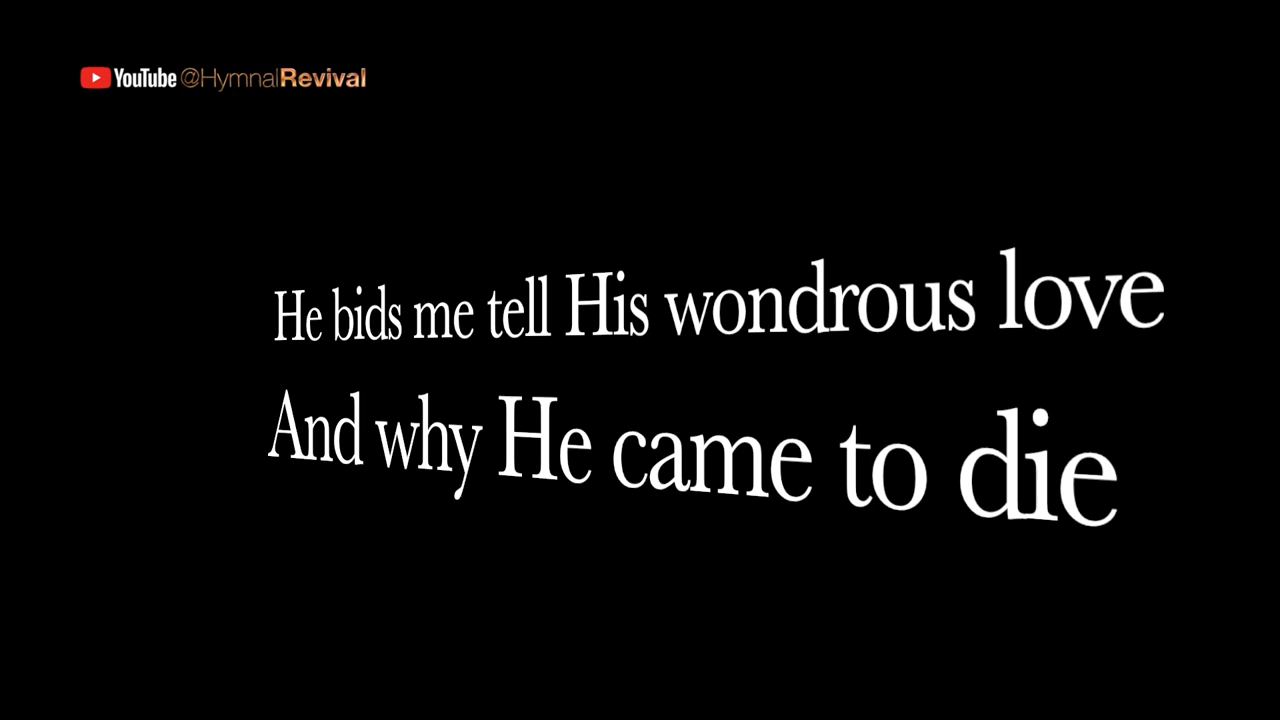 YouTube @HymnalRevival
He bids me tell His wondrous love
And why He came to die